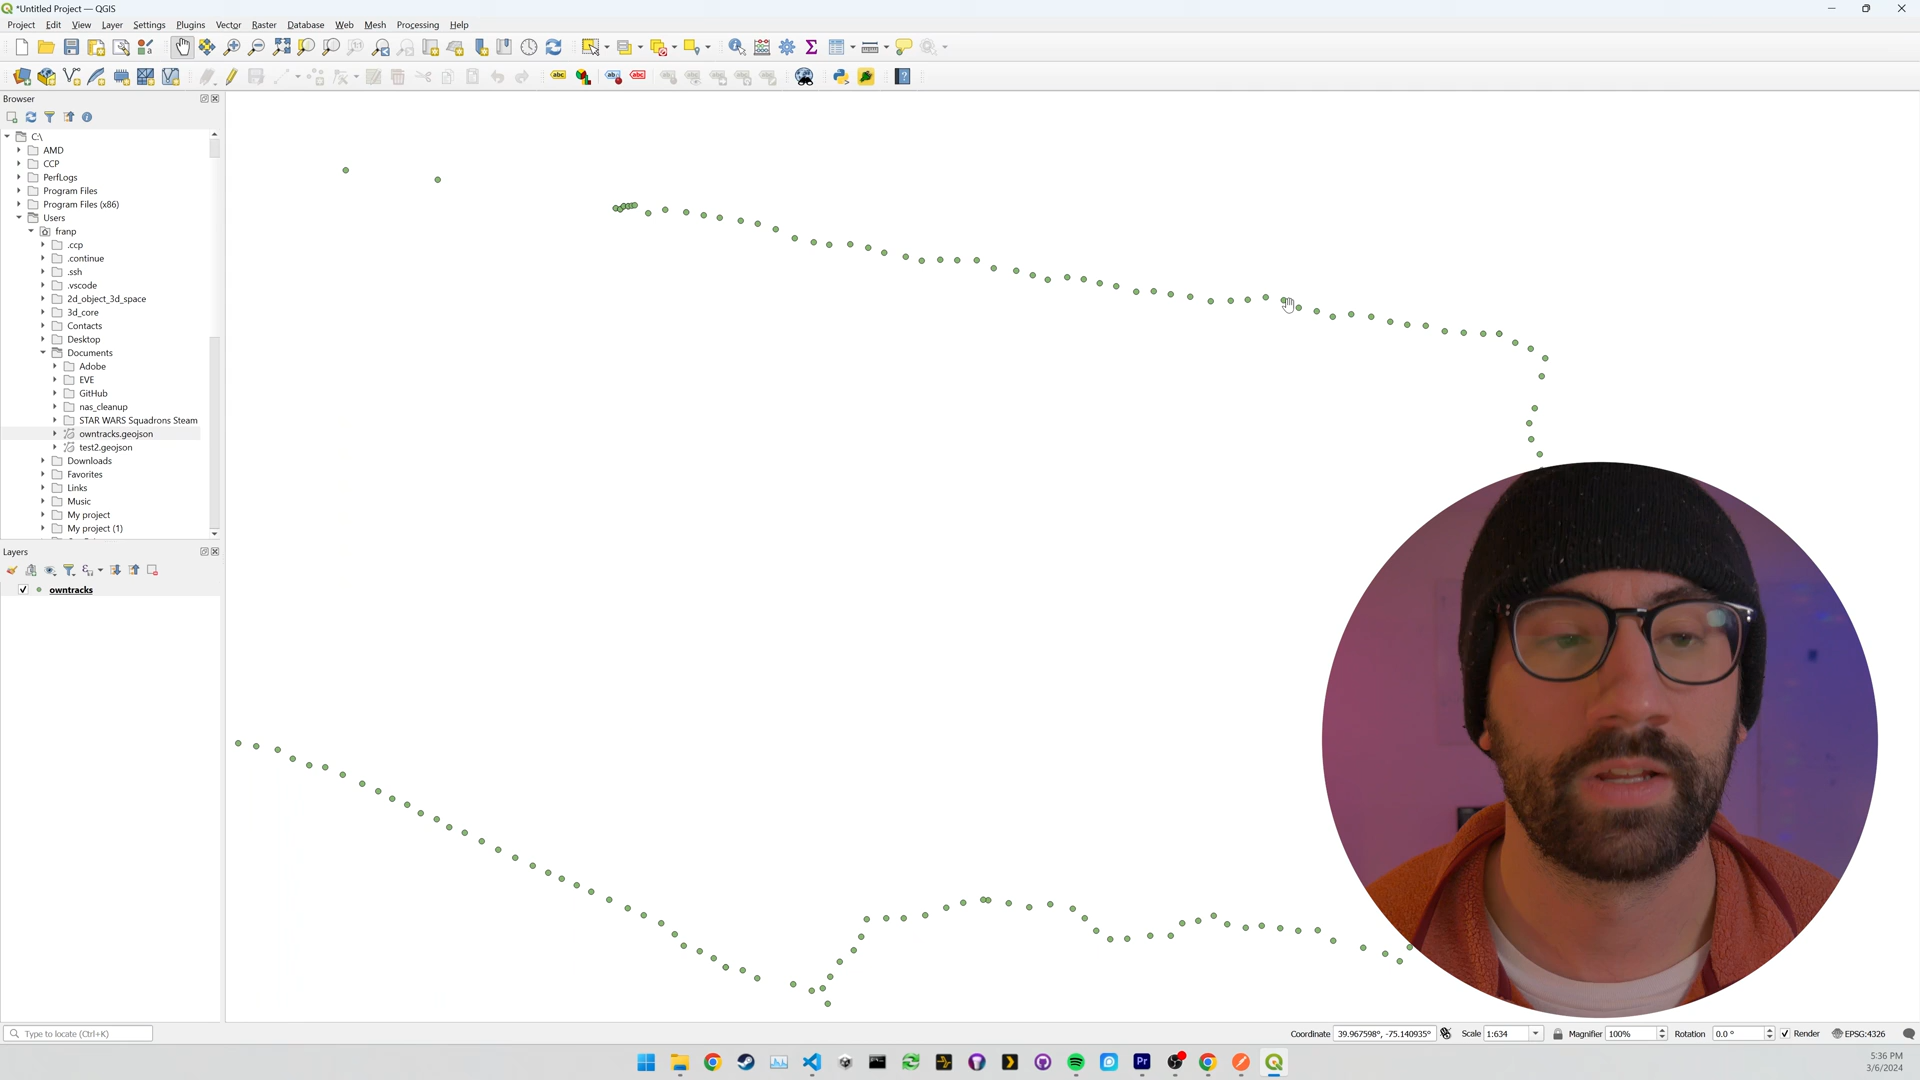 *Untitled Project — QGIS
Project Edit View Layer Settings Plugins Vector Raster Database Web Mesh Processing Help
Browser
C:\
AMD
CCP
PerfLogs
Program Files
Program Files (x86)
Users
franp
.ccp
.continue
.ssh
.vscode
2d_object_3d_space
3d_core
Contacts
Desktop
Documents
Adobe
EVE
GitHub
nas_cleanup
STAR WARS Squadrons Steam
owntracks.geojson
test2.geojson
Downloads
Favorites
Links
Music
My project
My project (1)
Layers
owntracks
Type to locate (Ctrl+K)
Coordinate 39.967598°, -75.140935° Scale 1:634 Magnifier 100% Rotation 0.0 ° Render EPSG:4326
5:36 PM
3/6/2024